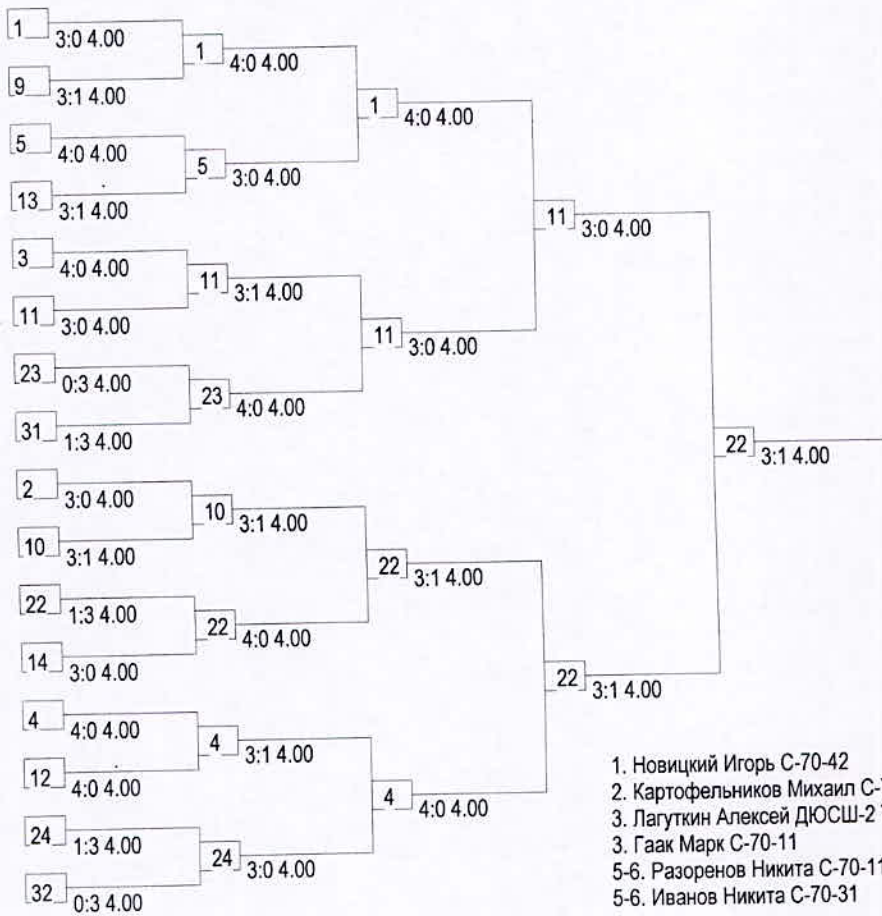 1 3:0 4.00
1 4:0 4.00
9 3:1 4.00
1 4:0 4.00
5 4:0 4.00
5 3:0 4.00
13 3:1 4.00
11 3:0 4.00
3 4:0 4.00
11 3:1 4.00
11 3:0 4.00
11 3:0 4.00
23 0:3 4.00
23 4:0 4.00
31 1:3 4.00
22 3:1 4.00
2 3:0 4.00
10 3:1 4.00
10 3:1 4.00
22 3:1 4.00
22 1:3 4.00
22 4:0 4.00
14 3:0 4.00
22 3:1 4.00
4 4:0 4.00
4 3:1 4.00
12 4:0 4.00
4 4:0 4.00
24 1:3 4.00
24 3:0 4.00
32 0:3 4.00
1. Новицкий Игорь С-70-42
2. Картофельников Михаил С-
3. Лагуткин Алексей ДЮСШ-2
3. Гаак Марк С-70-11
5-6. Разоренов Никита С-70-11
5-6. Иванов Никита С-70-31